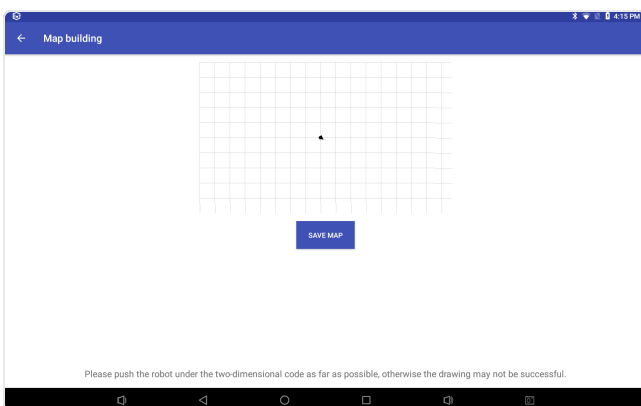 4:15 PM
Map building
SAVE MAP
Please push the robot under the two-dimensional code as far as possible, otherwise the drawing may not be successful.